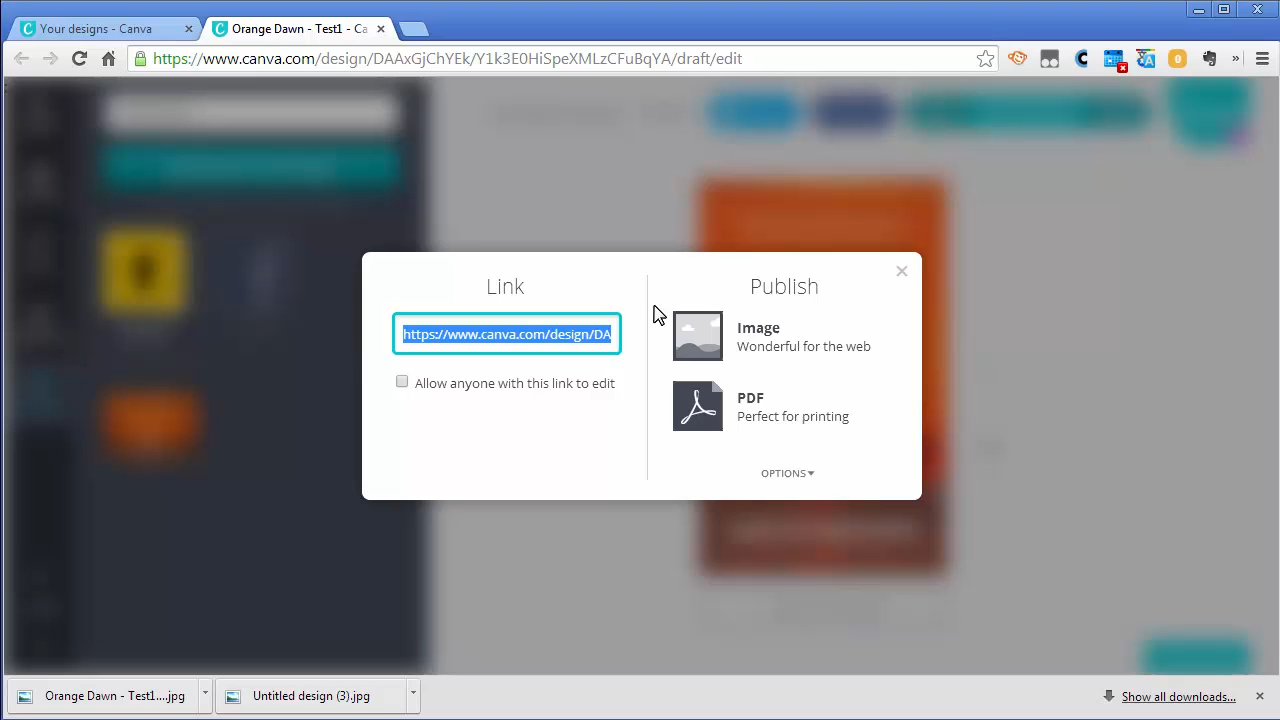 Your designs - Canva
Orange Dawn - Test1 - Ca
https://www.canva.com/design/DAAxGjChYEk/Y1k3E0HiSpeXMLzCFuBqYA/draft/edit
Link
Publish
https://www.canva.com/design/DA
Allow anyone with this link to edit
Image
Wonderful for the web
PDF
Perfect for printing
OPTIONS
Orange Dawn - Test1....jpg
Untitled design (3).jpg
Show all downloads...